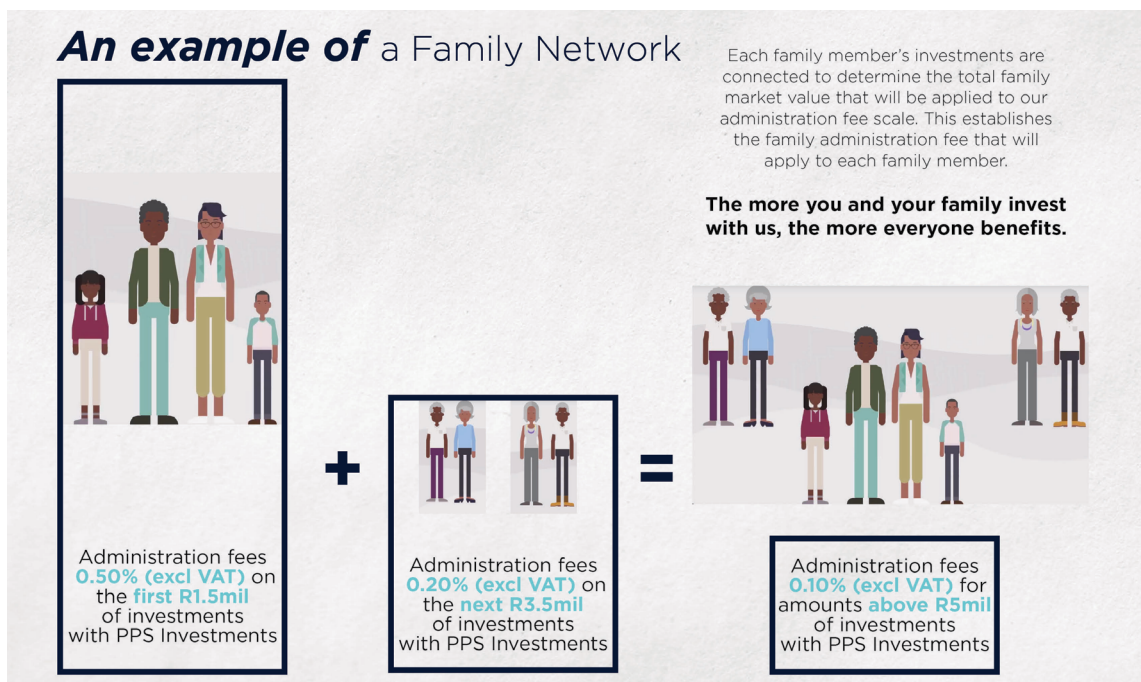 An example of a Family Network
Each family member's investments are
connected to determine the total family
market value that will be applied to our
administration fee scale. This establishes
the family administration fee that will
apply to each family member.
The more you and your family invest
with us, the more everyone benefits.
+
=
Administration fees
0.50% (excl VAT) on
the first R1.5mil
of investments
with PPS Investments
Administration fees
0.20% (excl VAT) on
the next R3.5mil
of investments
with PPS Investments
Administration fees
0.10% (excl VAT) for
amounts above R5mil
of investments
with PPS Investments